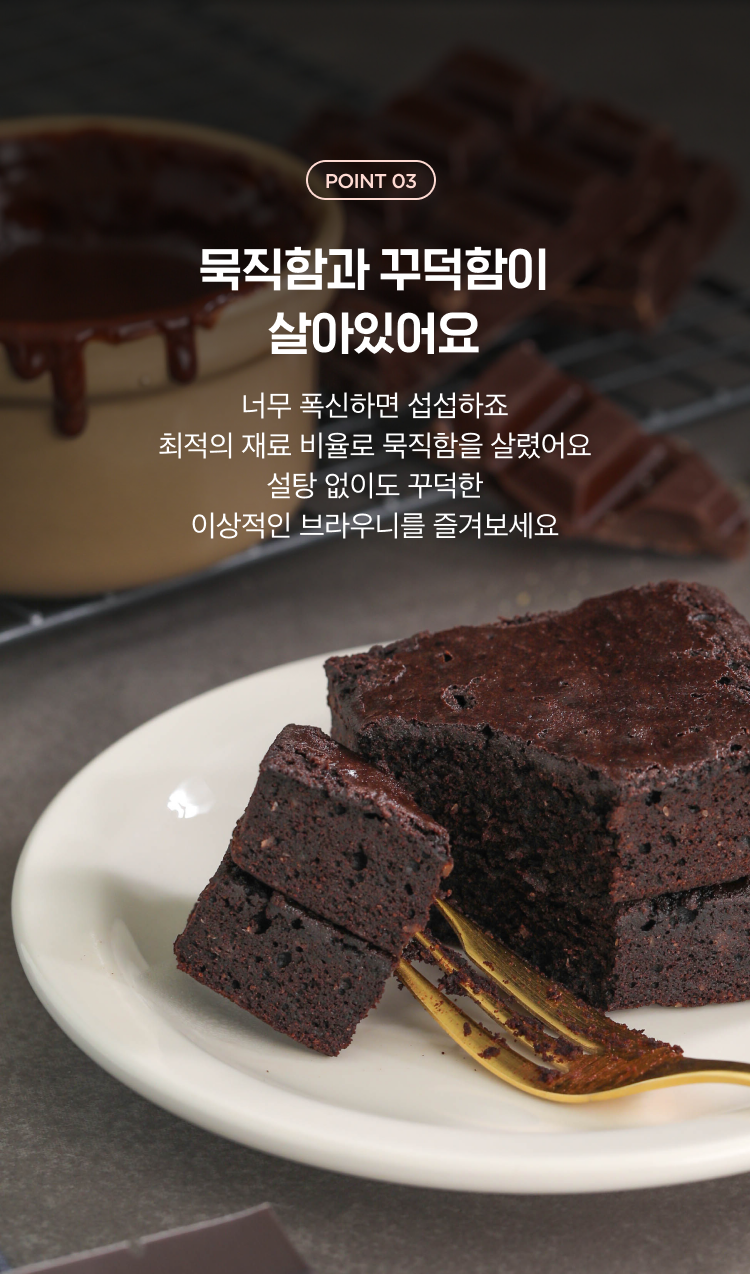 POINT 03
묵직함과 꾸덕함이
살아있어요
너무 폭신하면 섭섭하죠
최적의 재료 비율로 묵직함을 살렸어요
설탕 없이도 꾸덕한
이상적인 브라우니를 즐겨보세요